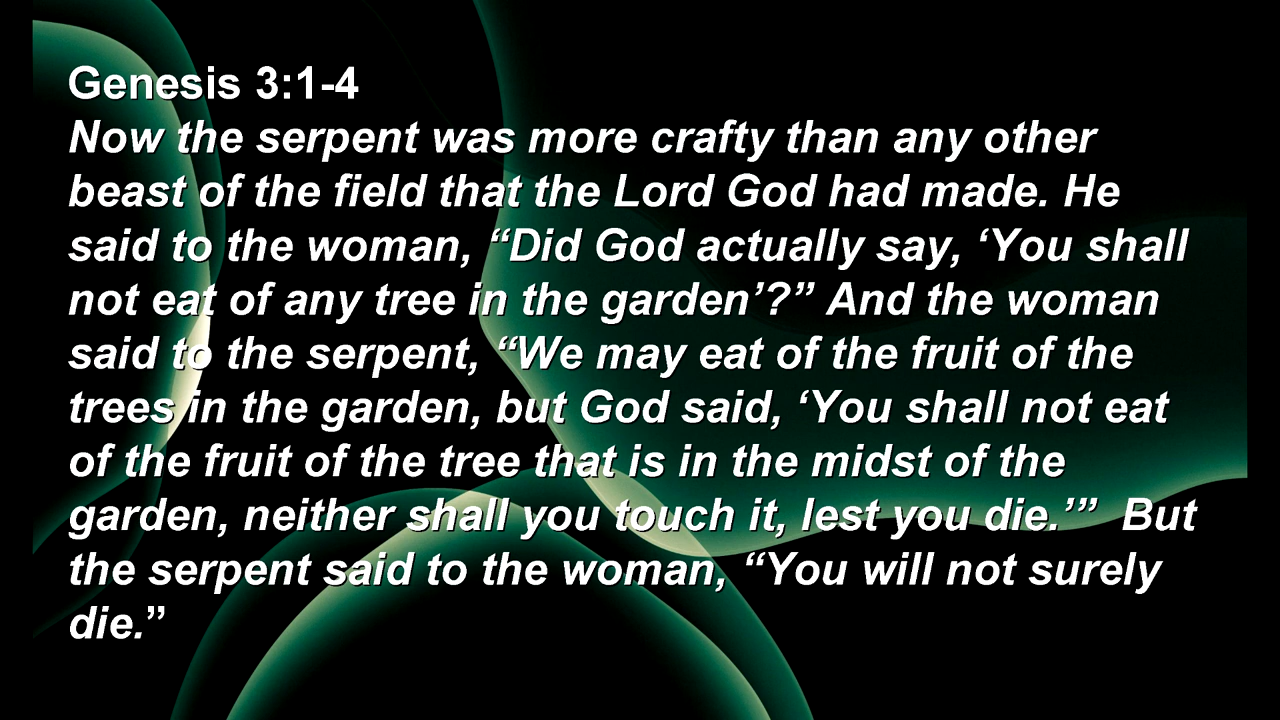 Genesis 3:1-4
Now the serpent was more crafty than any other
beast of the field that the Lord God had made. He
said to the woman, “Did God actually say, ‘You shall
not eat of any tree in the garden’?” And the woman
said to the serpent, “We may eat of the fruit of the
trees in the garden, but God said, ‘You shall not eat
of the fruit of the tree that is in the midst of the
garden, neither shall you touch it, lest you die.’” But
the serpent said to the woman, “You will not surely
die.”